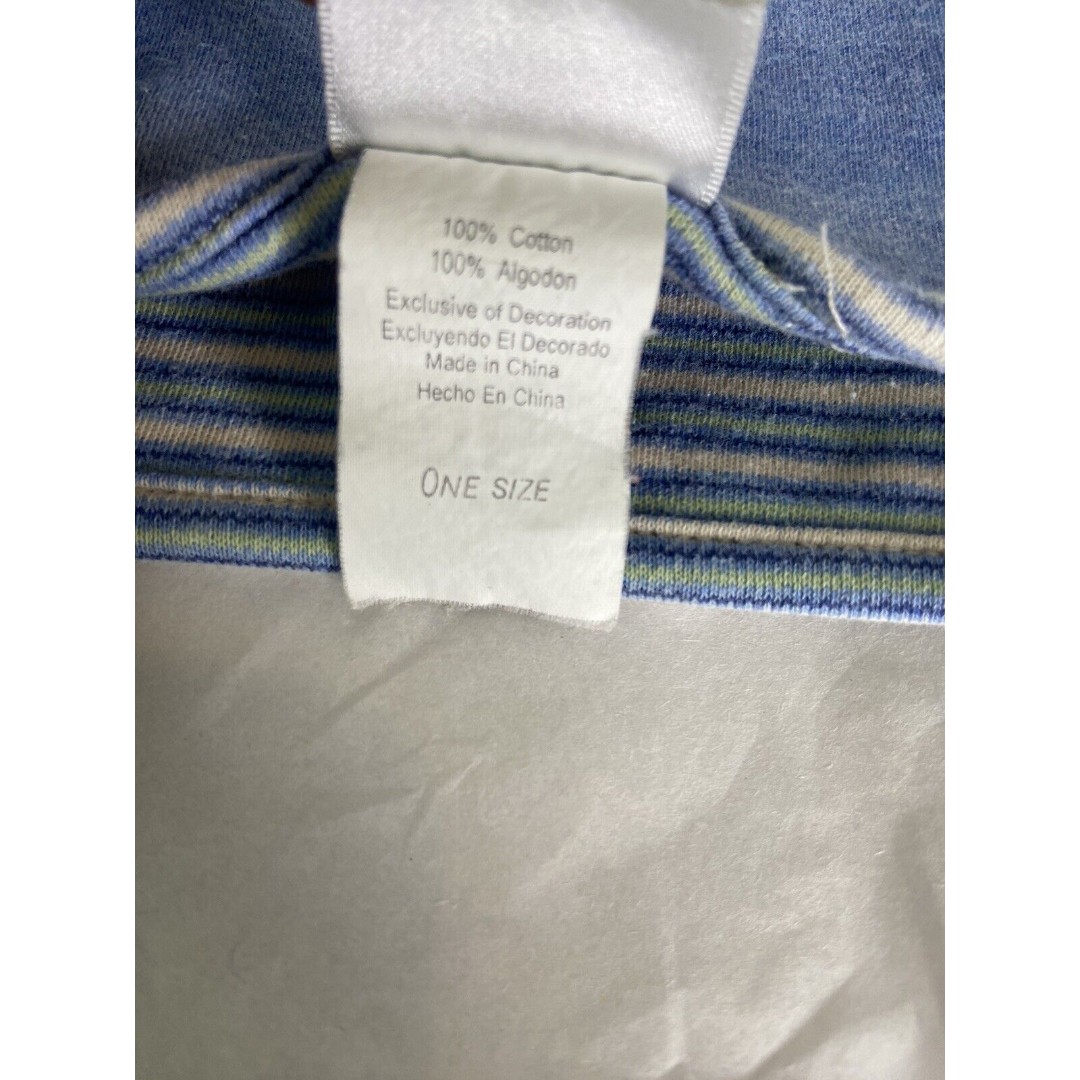 100% Cotton
100% Algodon
Exclusive of Decoration
Excluyendo El Decorado
Made in China
Hecho En China
ONE SIZE